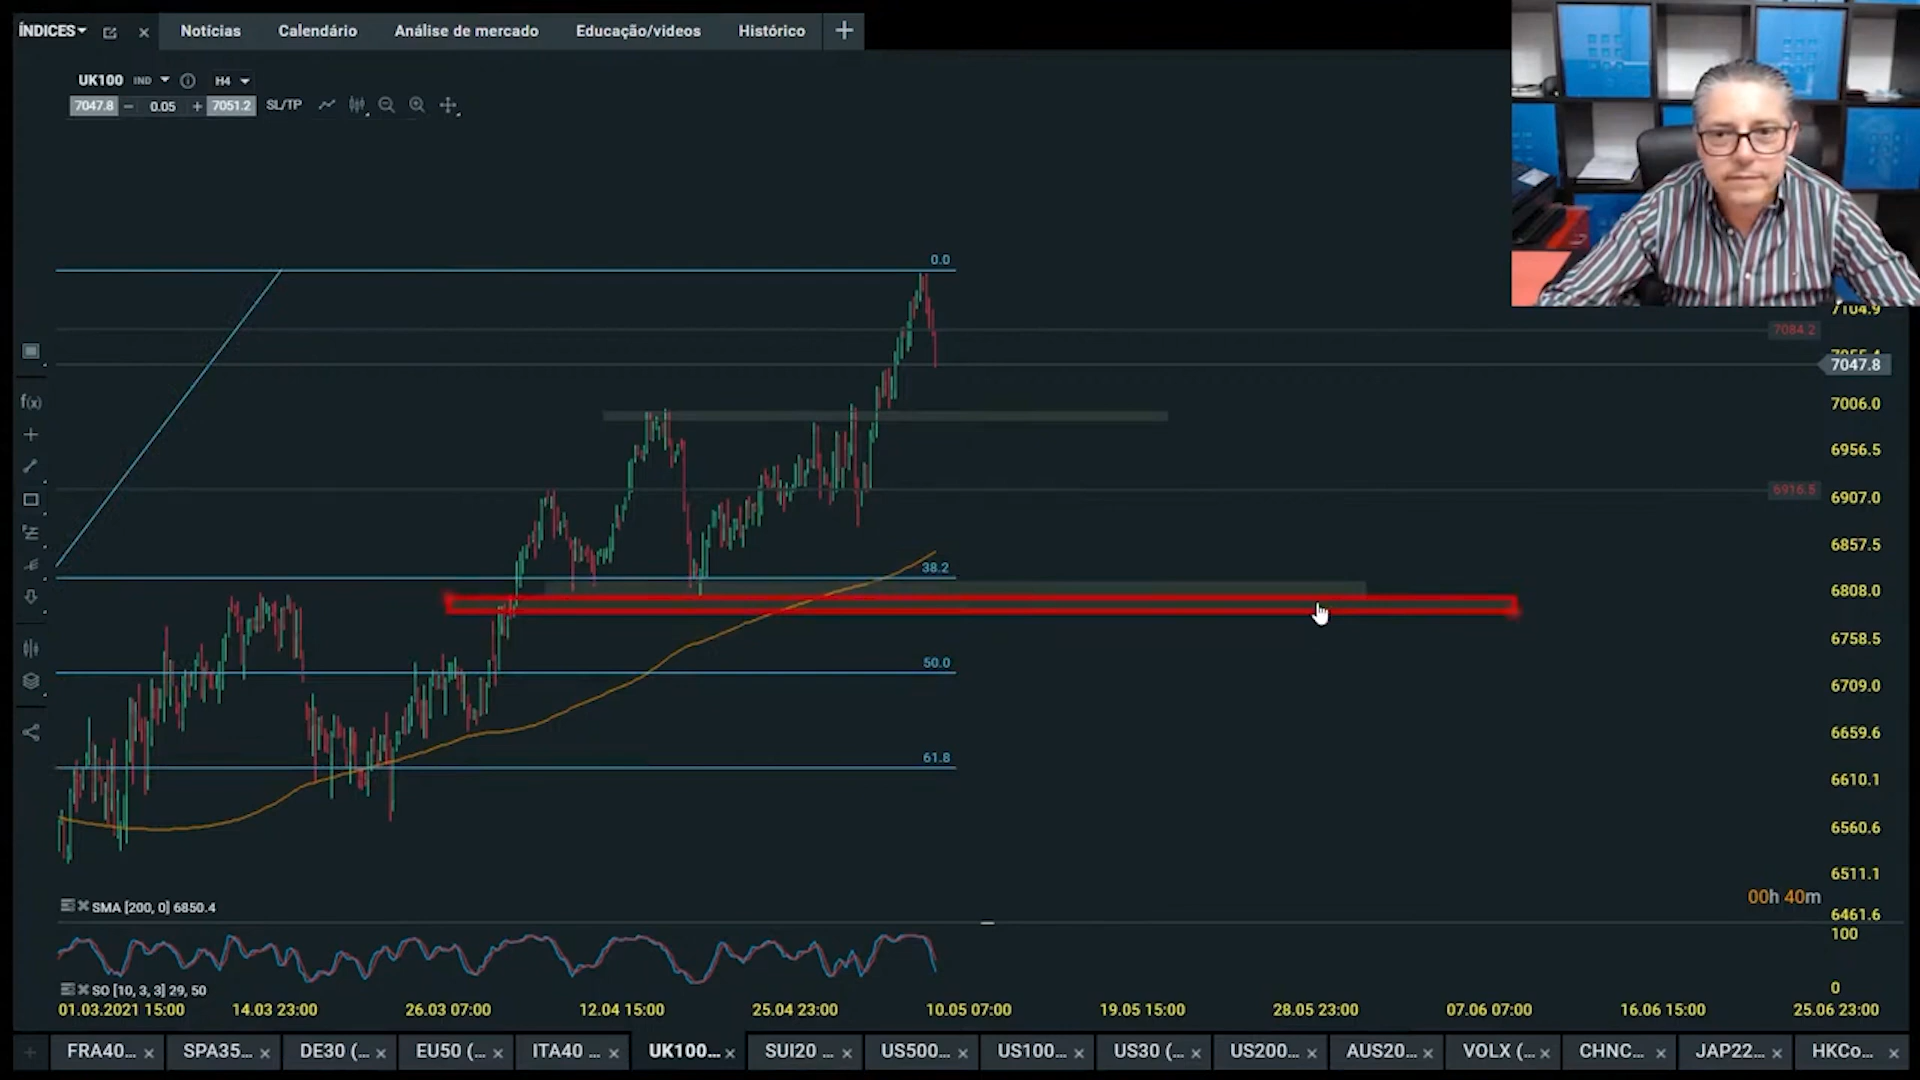 ÍNDICES
Notícias
Calendário
Análise de mercado
Educação/videos
Histórico
UK100 IND
H4
7047.8
0.05
7051.2
SL/TP
0.0
7104.9
7084.2
7047.8
7006.0
6956.5
6916.5
6907.0
6857.5
38.2
6808.0
6758.5
50.0
6709.0
6659.6
61.8
6610.1
6560.6
6511.1
00h 40m
6461.6
f(x)
SMA [200, 0] 6850.4
100
SO [10, 3, 3] 29, 50
0
01.03.2021 15:00
14.03 23:00
26.03 07:00
12.04 15:00
25.04 23:00
10.05 07:00
19.05 15:00
28.05 23:00
07.06 07:00
16.06 15:00
25.06 23:00
FRA40...
SPA35...
DE30 (...
EU50 (...
ITA40 ...
UK100...
SUI20 ...
US500...
US100...
US30 (...
US200...
AUS20...
VOLX (...
CHNC...
JAP22...
HKCo...